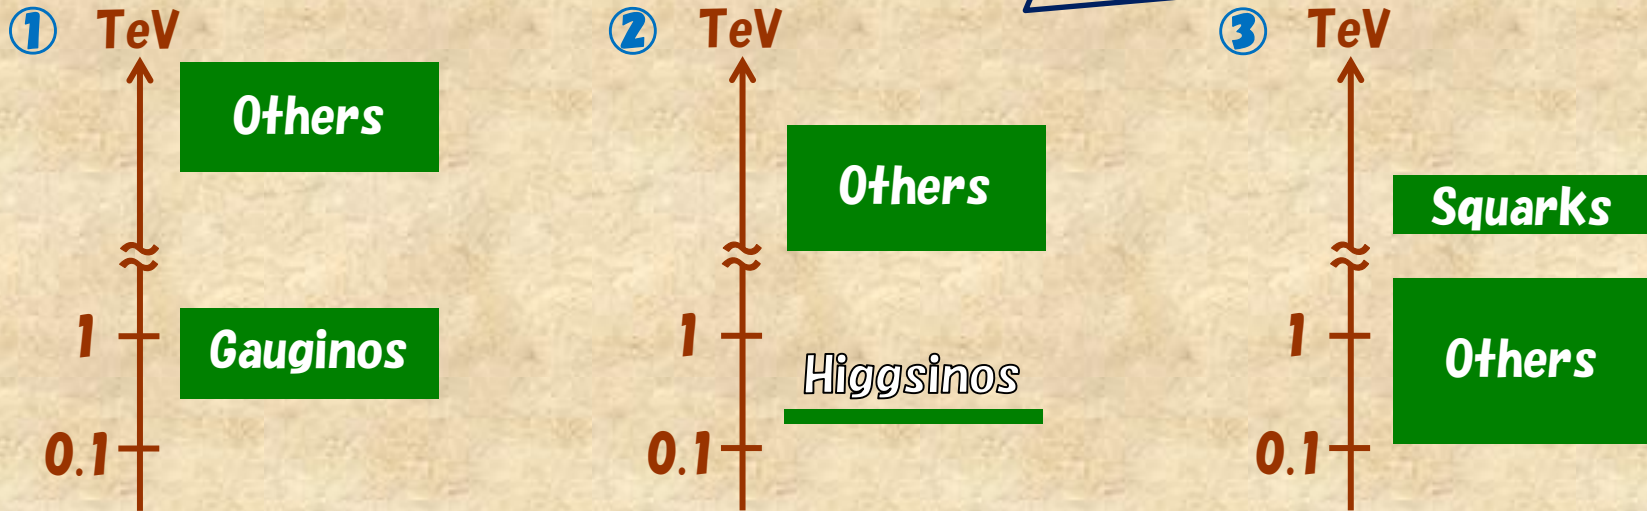 ① TeV
Others
1
Gauginos
0.1
② TeV
Others
1
Higgsinos
0.1
③ TeV
Squarks
1
Others
0.1